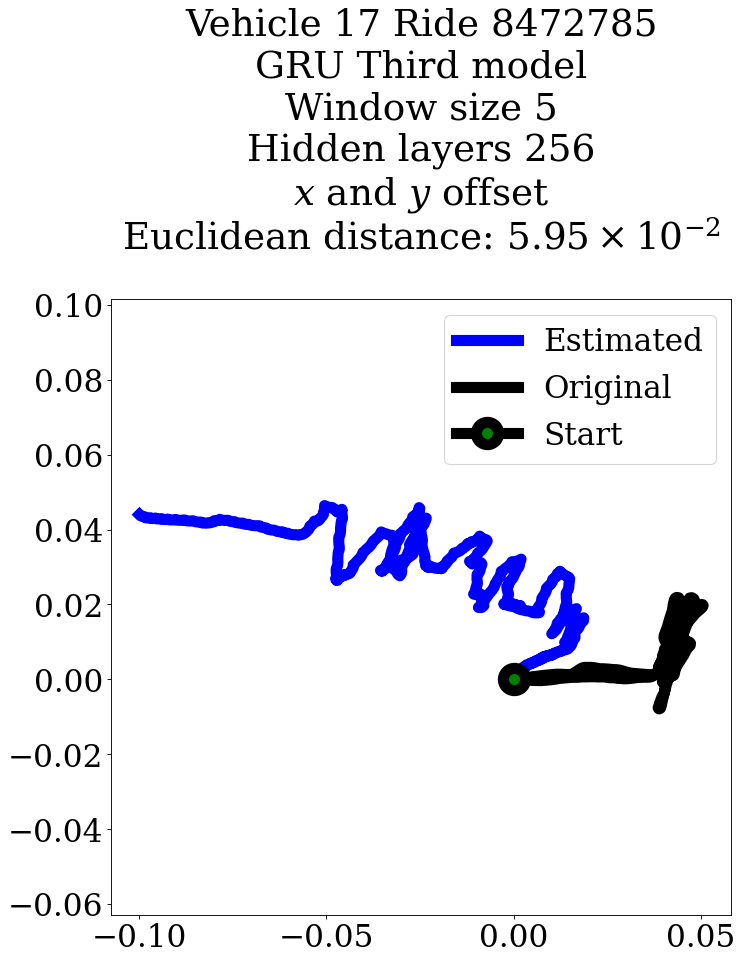 Vehicle 17 Ride 8472785
GRU Third model
Window size 5
Hidden layers 256
x and y offset
Euclidean distance: 5.95 × 10⁻²
0.10
0.08
0.06
0.04
0.02
0.00
−0.02
−0.04
−0.06
Estimated
Original
Start
−0.10
−0.05
0.00
0.05